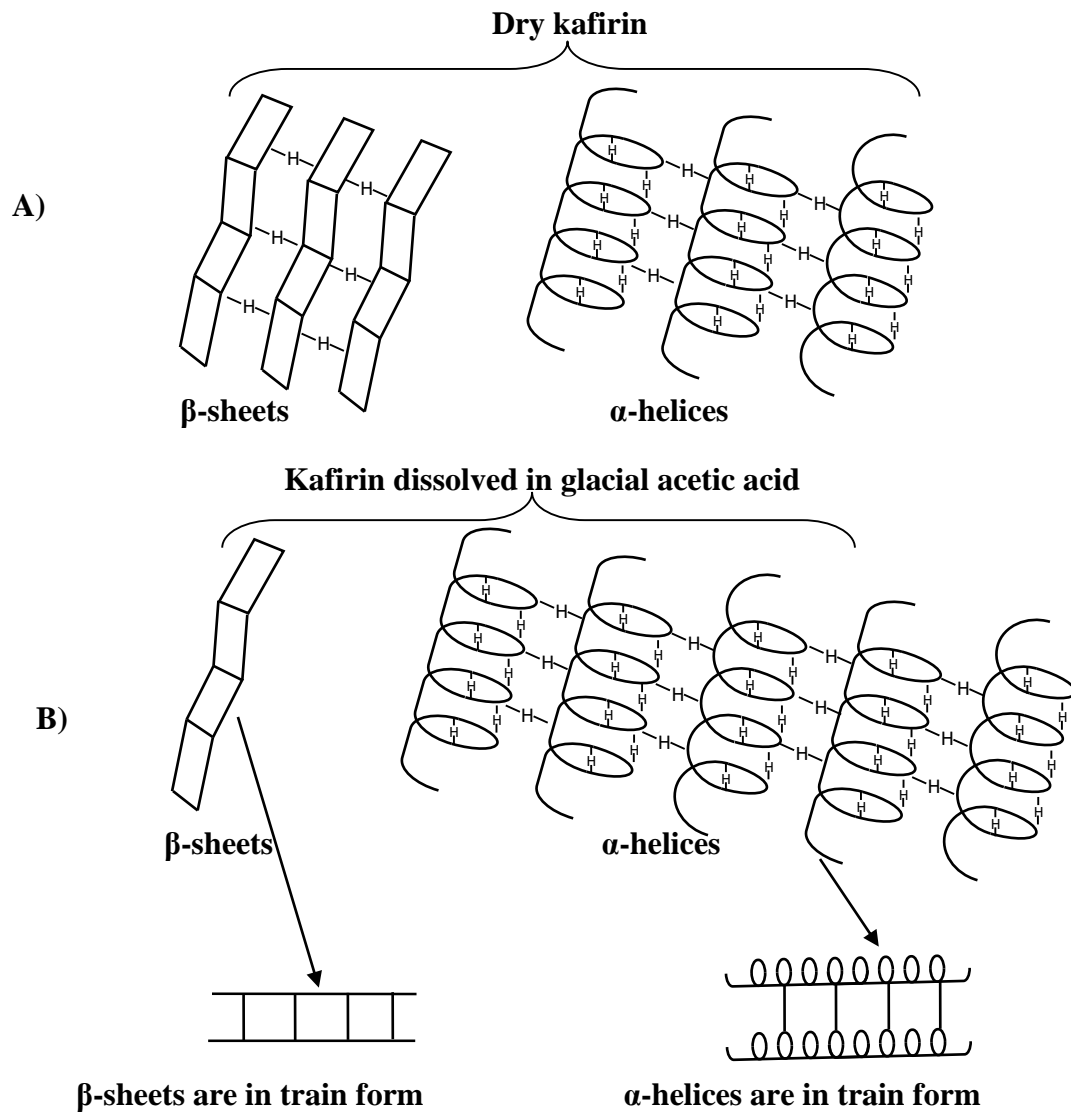 Dry kafirin
A)
H H
H H
H H
H H H H H
H H H H H
H H H H H
H H H H
H H H
β-sheets α-helices
Kafirin dissolved in glacial acetic acid
B)
β-sheets α-helices
β-sheets are in train form α-helices are in train form